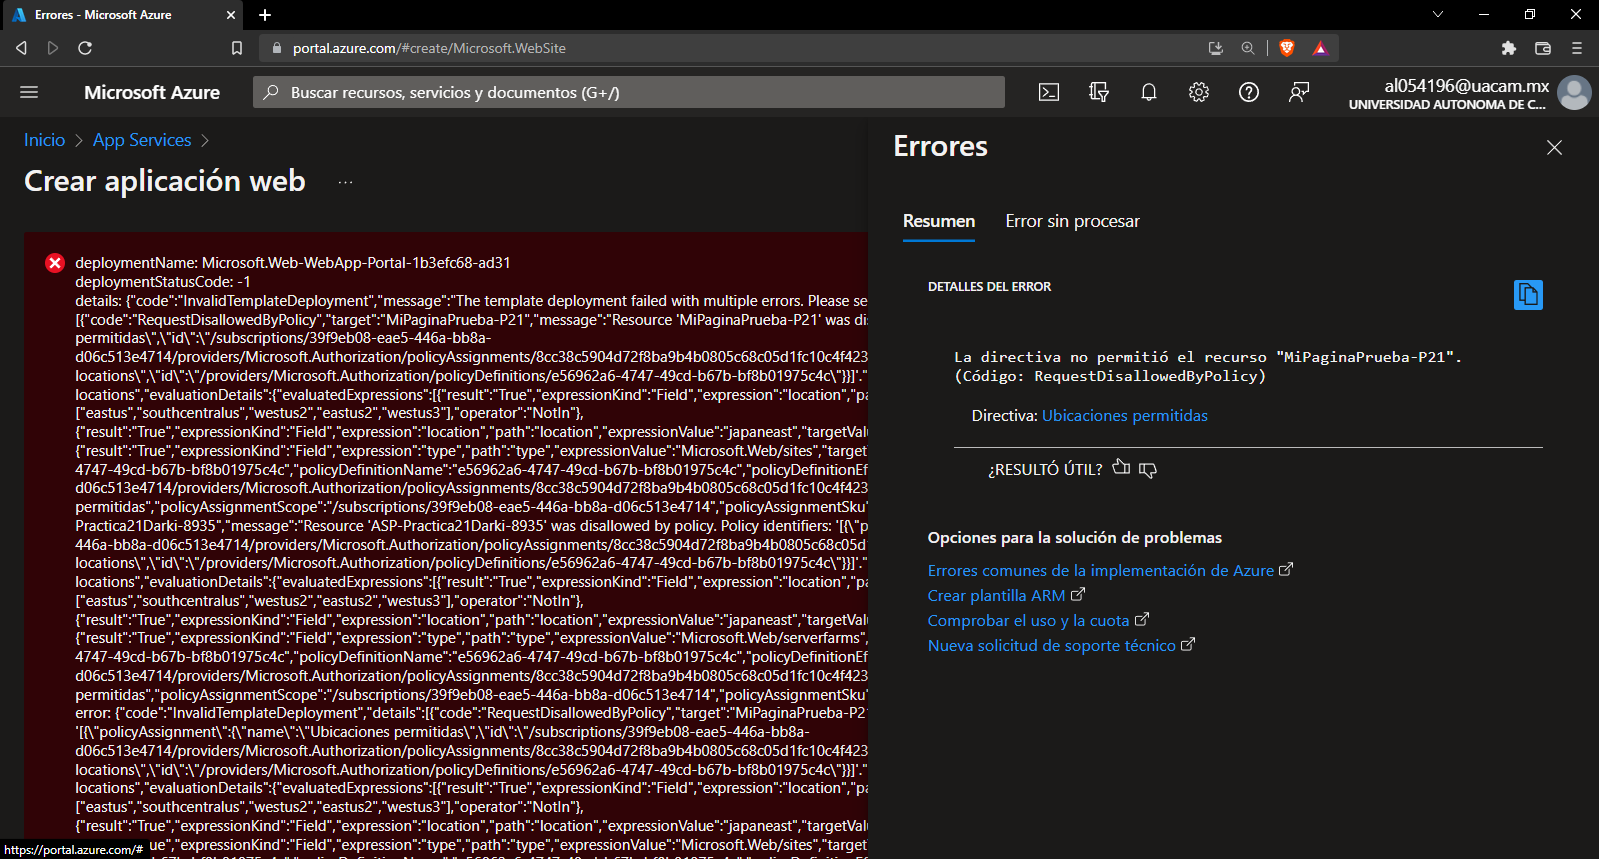 Errores - Microsoft Azure
portal.azure.com/#create/Microsoft.WebSite
Microsoft Azure
Buscar recursos, servicios y documentos (G+/)
al054196@uacam.mx
UNIVERSIDAD AUTONOMA DE C...
Inicio
App Services
Crear aplicación web
...
deploymentName: Microsoft.Web-WebApp-Portal-1b3efc68-ad31
deploymentStatusCode: -1
details: {"code":"InvalidTemplateDeployment","message":"The template deployment failed with multiple errors. Please se
[{"code":"RequestDisallowedByPolicy","target":"MiPaginaPrueba-P21","message":"Resource 'MiPaginaPrueba-P21' was dis
permitidas\",\"id\":\"/subscriptions/39f9eb08-eae5-446a-bb8a-
d06c513e4714/providers/Microsoft.Authorization/policyAssignments/8cc38c5904d72f8ba9b4b0805c68c05d1fc10c4f423
locations\",\"id\":\"/providers/Microsoft.Authorization/policyDefinitions/e56962a6-4747-49cd-b67b-bf8b01975c4c\"}}]'."
locations","evaluationDetails":{"evaluatedExpressions":[{"result":"True","expressionKind":"Field","expression":"location","pa
["eastus","southcentralus","westus2","eastus2","westus3"],"operator":"NotIn"},
{"result":"True","expressionKind":"Field","expression":"location","path":"location","expressionValue":"japaneast","targetValu
{"result":"True","expressionKind":"Field","expression":"type","path":"type","expressionValue":"Microsoft.Web/sites","target
4747-49cd-b67b-bf8b01975c4c","policyDefinitionName":"e56962a6-4747-49cd-b67b-bf8b01975c4c","policyDefinitionEf
d06c513e4714/providers/Microsoft.Authorization/policyAssignments/8cc38c5904d72f8ba9b4b0805c68c05d1fc10c4f423
permitidas","policyAssignmentScope":"/subscriptions/39f9eb08-eae5-446a-bb8a-d06c513e4714","policyAssignmentSku"
Practica21Darki-8935","message":"Resource 'ASP-Practica21Darki-8935' was disallowed by policy. Policy identifiers: '[{\"p
446a-bb8a-d06c513e4714/providers/Microsoft.Authorization/policyAssignments/8cc38c5904d72f8ba9b4b0805c68c05d
locations\",\"id\":\"/providers/Microsoft.Authorization/policyDefinitions/e56962a6-4747-49cd-b67b-bf8b01975c4c\"}}]'."
locations","evaluationDetails":{"evaluatedExpressions":[{"result":"True","expressionKind":"Field","expression":"location","pa
["eastus","southcentralus","westus2","eastus2","westus3"],"operator":"NotIn"},
{"result":"True","expressionKind":"Field","expression":"location","path":"location","expressionValue":"japaneast","targetValu
{"result":"True","expressionKind":"Field","expression":"type","path":"type","expressionValue":"Microsoft.Web/serverfarms",
4747-49cd-b67b-bf8b01975c4c","policyDefinitionName":"e56962a6-4747-49cd-b67b-bf8b01975c4c","policyDefinitionEf
d06c513e4714/providers/Microsoft.Authorization/policyAssignments/8cc38c5904d72f8ba9b4b0805c68c05d1fc10c4f423
permitidas","policyAssignmentScope":"/subscriptions/39f9eb08-eae5-446a-bb8a-d06c513e4714","policyAssignmentSku"
error: {"code":"InvalidTemplateDeployment","details":[{"code":"RequestDisallowedByPolicy","target":"MiPaginaPrueba-P2
'[{\"policyAssignment\":{\"name\":\"Ubicaciones permitidas\",\"id\":\"/subscriptions/39f9eb08-eae5-446a-bb8a-
d06c513e4714/providers/Microsoft.Authorization/policyAssignments/8cc38c5904d72f8ba9b4b0805c68c05d1fc10c4f423
locations\",\"id\":\"/providers/Microsoft.Authorization/policyDefinitions/e56962a6-4747-49cd-b67b-bf8b01975c4c\"}}]'."
locations","evaluationDetails":{"evaluatedExpressions":[{"result":"True","expressionKind":"Field","expression":"location","pa
["eastus","southcentralus","westus2","eastus2","westus3"],"operator":"NotIn"},
{"result":"True","expressionKind":"Field","expression":"location","path":"location","expressionValue":"japaneast","targetValu
ue","expressionKind":"Field","expression":"type","path":"type","expressionValue":"Microsoft.Web/sites","target
https://portal.azure.com/#
Errores
Resumen
Error sin procesar
DETALLES DEL ERROR
La directiva no permitió el recurso "MiPaginaPrueba-P21".
(Código: RequestDisallowedByPolicy)
Directiva: Ubicaciones permitidas
¿RESULTÓ ÚTIL?
Opciones para la solución de problemas
Errores comunes de la implementación de Azure
Crear plantilla ARM
Comprobar el uso y la cuota
Nueva solicitud de soporte técnico